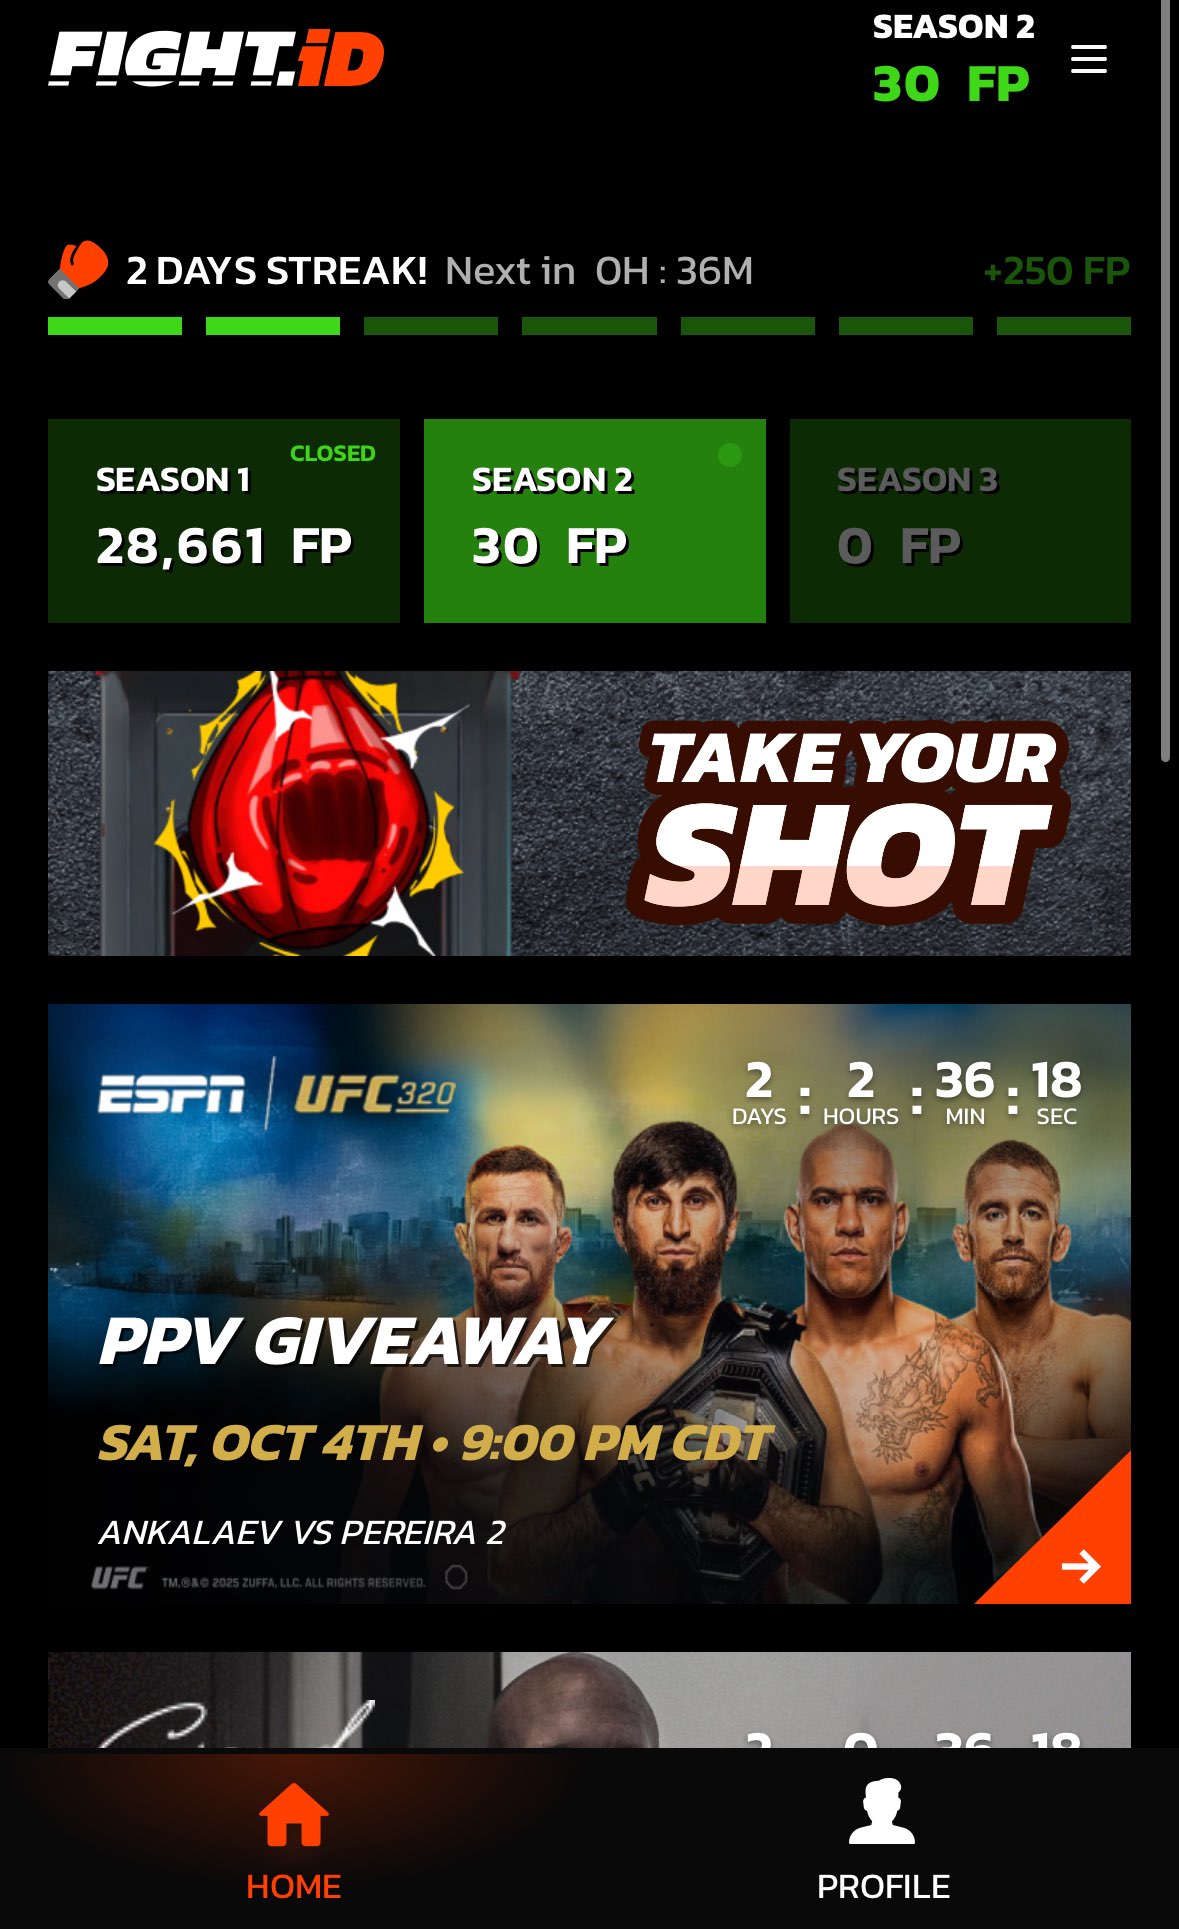 FIGHT.iD
SEASON 2
30 FP
2 DAYS STREAK! Next in 0H : 36M
+250 FP
CLOSED
SEASON 1
28,661 FP
SEASON 2
30 FP
SEASON 3
0 FP
TAKE YOUR
SHOT
ESPN UFC 320
2 : 2 : 36 : 18
DAYS HOURS MIN SEC
PPV GIVEAWAY
SAT, OCT 4TH • 9:00 PM CDT
ANKALAEV VS PEREIRA 2
UFC TM,®&© 2025 ZUFFA, LLC. ALL RIGHTS RESERVED.
HOME
PROFILE